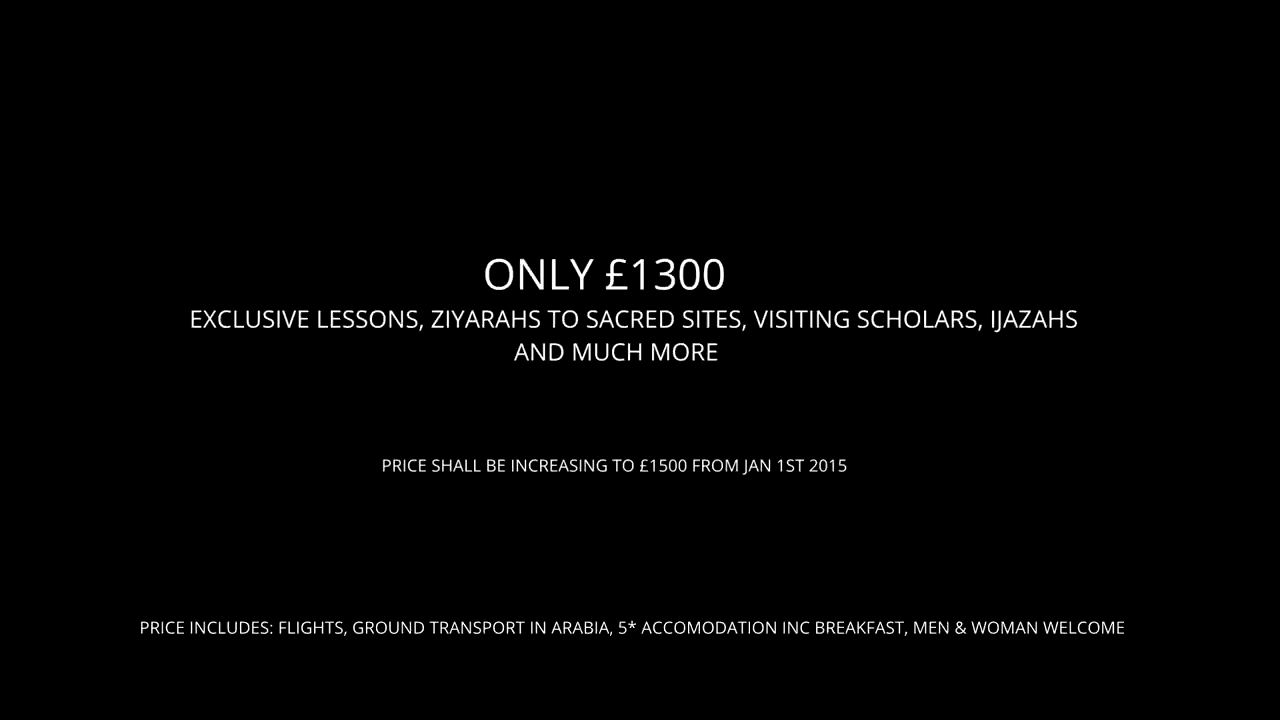 ONLY £1300
EXCLUSIVE LESSONS, ZIYARAHS TO SACRED SITES, VISITING SCHOLARS, IJAZAHS
AND MUCH MORE
PRICE SHALL BE INCREASING TO £1500 FROM JAN 1ST 2015
PRICE INCLUDES: FLIGHTS, GROUND TRANSPORT IN ARABIA, 5* ACCOMODATION INC BREAKFAST, MEN & WOMAN WELCOME